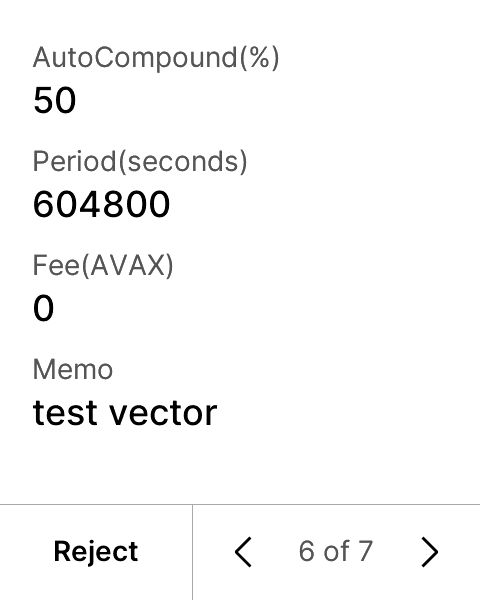 AutoCompound(%)
50
Period(seconds)
604800
Fee(AVAX)
0
Memo
test vector
Reject
6 of 7